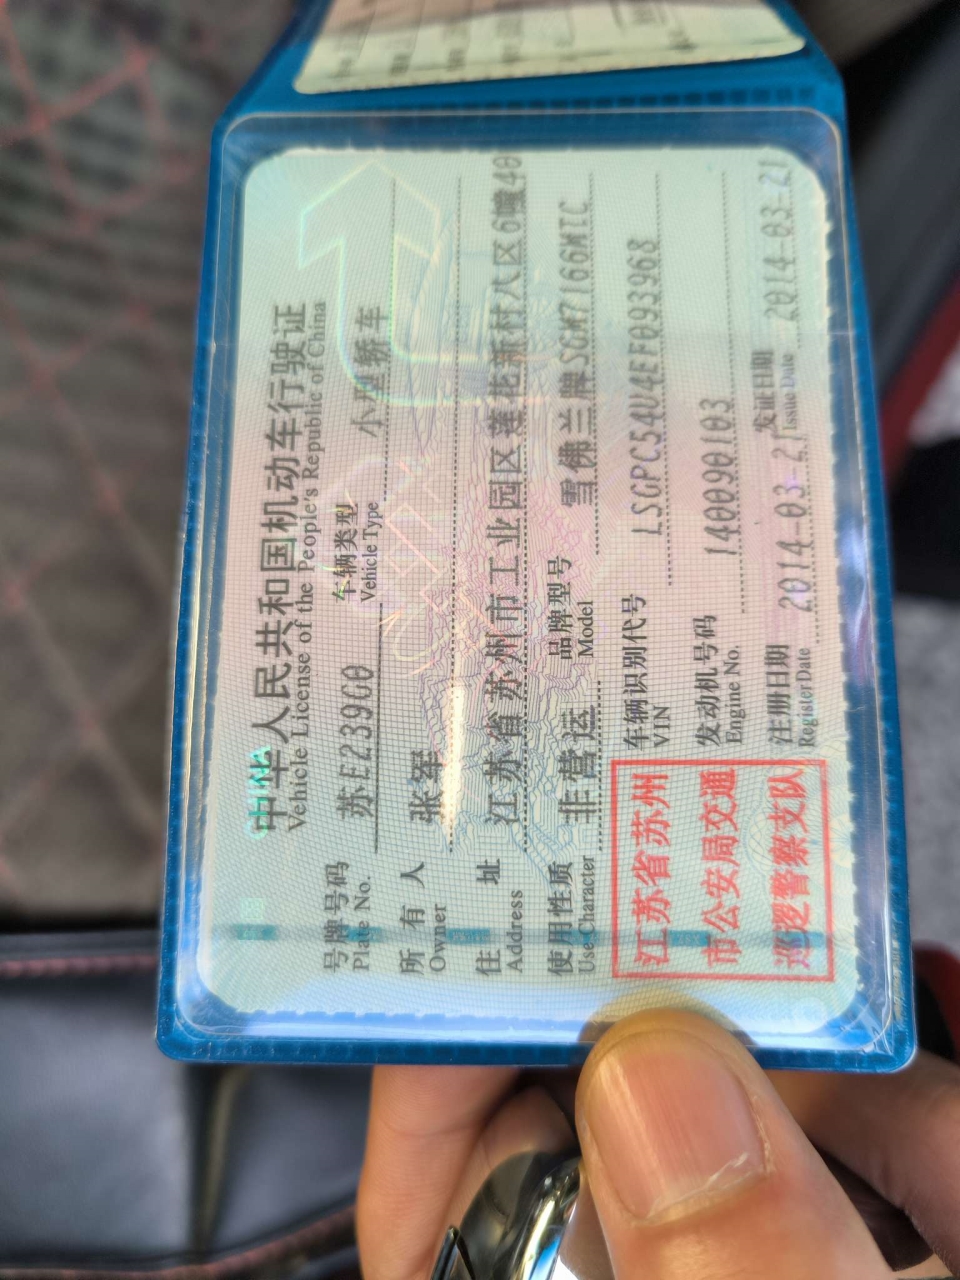 中华人民共和国机动车行驶证
Vehicle License of the People's Republic of China
号牌号码 苏E239G0 车辆类型 小型轿车
Plate No. Vehicle Type
所有人 张军
Owner
住址 江苏省苏州市工业园区莲花新村八区6幢40
Address
使用性质 非营运 品牌型号 雪佛兰牌SGM7166MTC
Use Character Model
江苏省苏州
市公安局交通
巡逻警察支队
车辆识别代号 LSGPC54U4EF093968
VIN
发动机号码 140090103
Engine No.
注册日期 2014-03-21 发证日期 2014-03-21
Register Date Issue Date